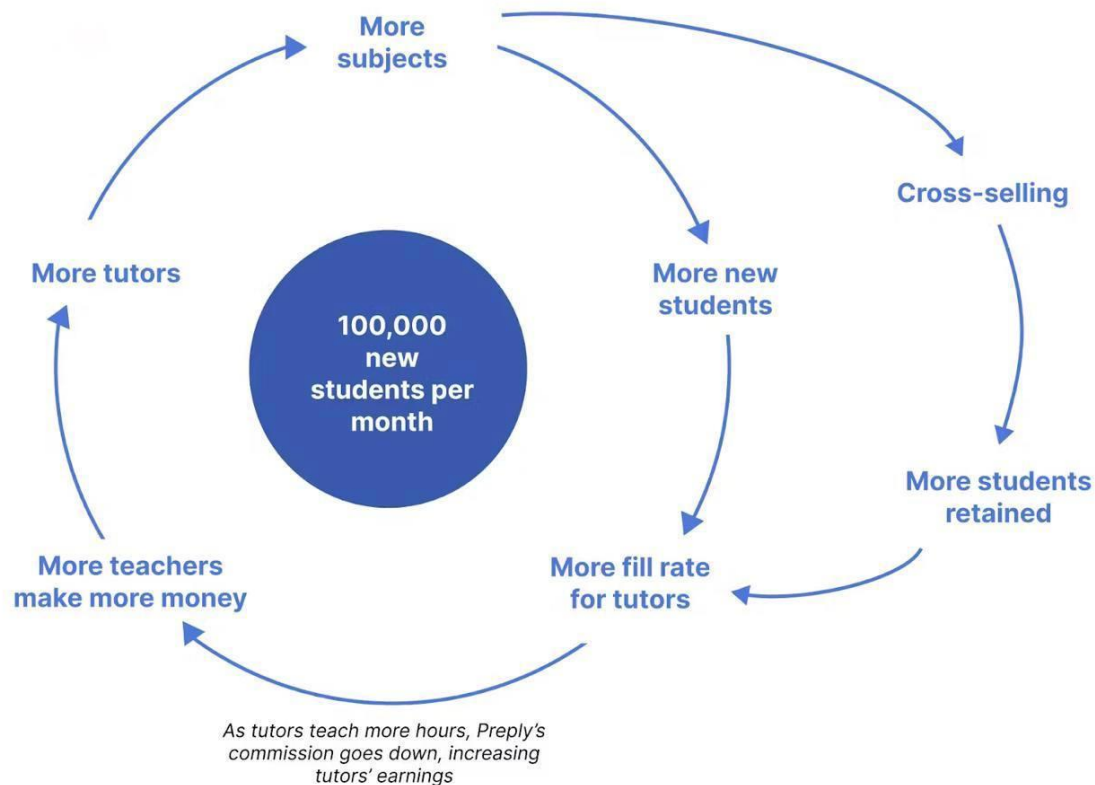 More
subjects
Cross-selling
More new
students
More tutors
100,000
new
students per
month
More students
retained
More fill rate
for tutors
More teachers
make more money
As tutors teach more hours, Preply’s
commission goes down, increasing
tutors’ earnings